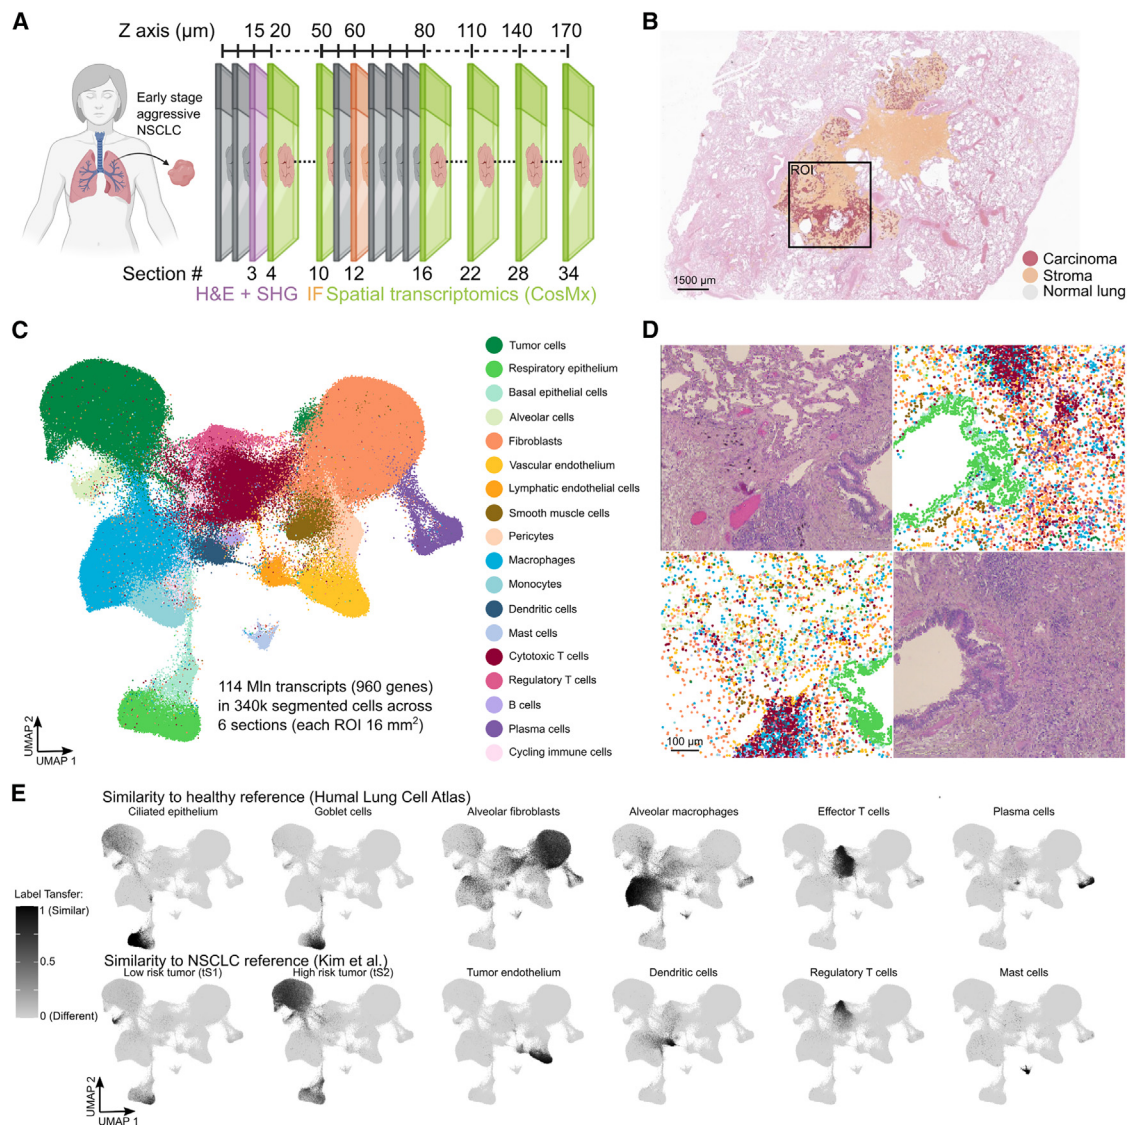 A
Z axis (µm)
15 20 50 60 80 110 140 170
Early stage
aggressive
NSCLC
Section #
3 4 10 12 16 22 28 34
H&E + SHG IF Spatial transcriptomics (CosMx)
B
ROI
1500 µm
Carcinoma
Stroma
Normal lung
C
Tumor cells
Respiratory epithelium
Basal epithelial cells
Alveolar cells
Fibroblasts
Vascular endothelium
Lymphatic endothelial cells
Smooth muscle cells
Pericytes
Macrophages
Monocytes
Dendritic cells
Mast cells
Cytotoxic T cells
Regulatory T cells
B cells
Plasma cells
Cycling immune cells
114 Mln transcripts (960 genes)
in 340k segmented cells across
6 sections (each ROI 16 mm²)
UMAP 2
UMAP 1
D
100 µm
E
Similarity to healthy reference (Humal Lung Cell Atlas)
Ciliated epithelium
Goblet cells
Alveolar fibroblasts
Alveolar macrophages
Effector T cells
Plasma cells
Label Tansfer:
1 (Similar)
0.5
0 (Different)
Similarity to NSCLC reference (Kim et al.)
Low risk tumor (tS1)
High risk tumor (tS2)
Tumor endothelium
Dendritic cells
Regulatory T cells
Mast cells
UMAP 2
UMAP 1